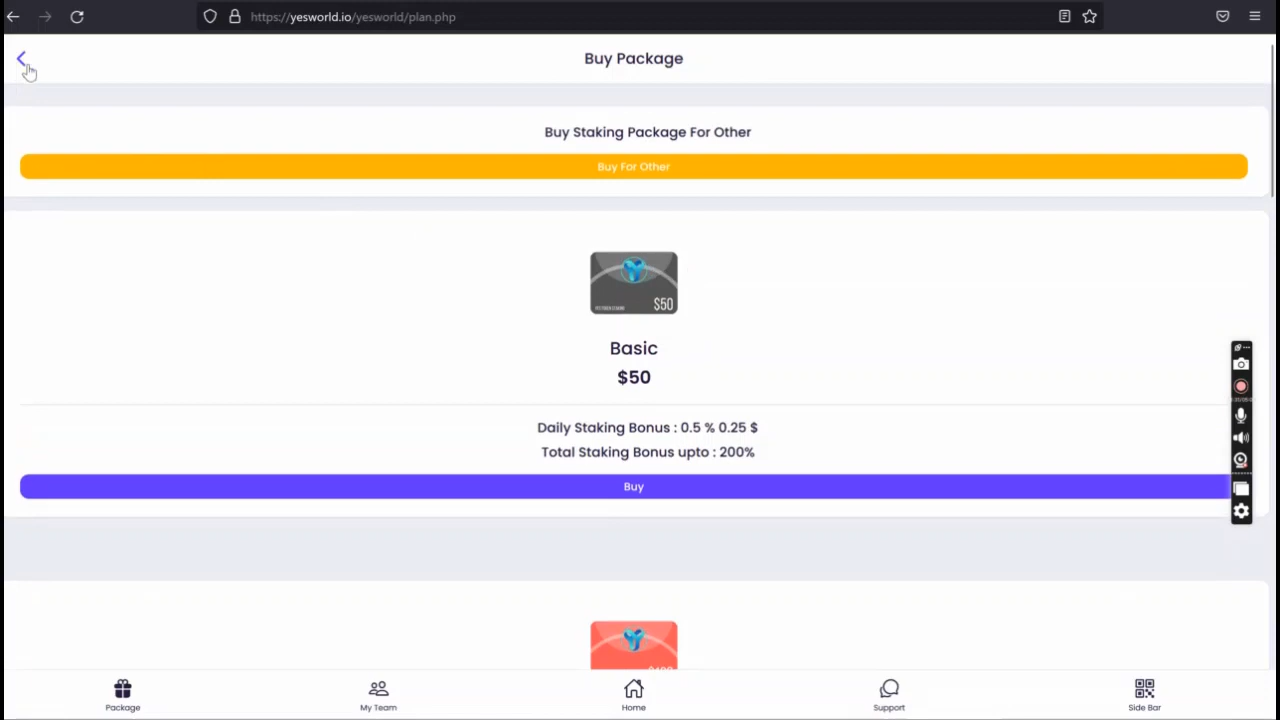 https://yesworld.io/yesworld/plan.php
Buy Package
Buy Staking Package For Other
Buy For Other
$50
Basic
$50
Daily Staking Bonus : 0.5 % 0.25 $
Total Staking Bonus upto : 200%
Buy
Package
My Team
Home
Support
Side Bar